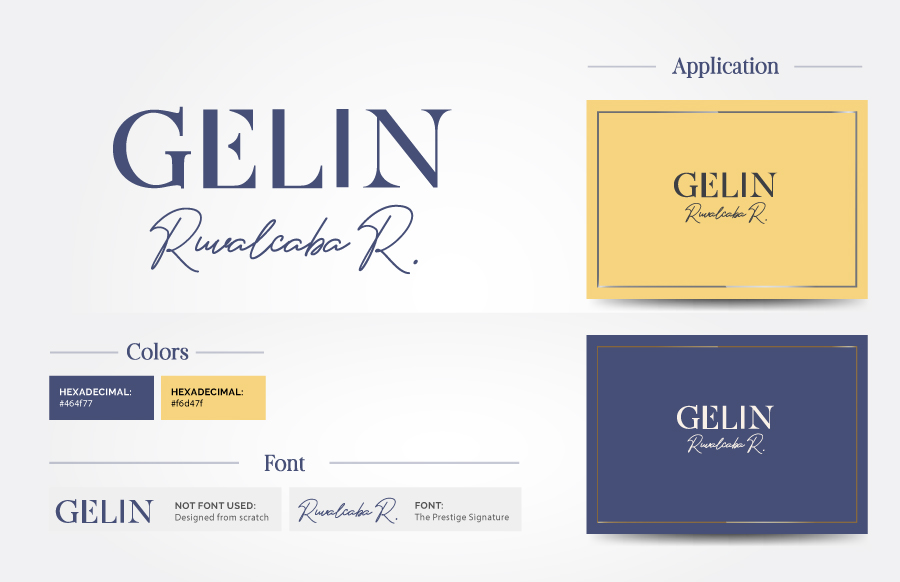 GELIN
Ruvalcaba R.
Application
GELIN
Ruvalcaba R.
Colors
HEXADECIMAL:
#464f77
HEXADECIMAL:
#f6d47f
GELIN
Ruvalcaba R.
Font
GELIN
NOT FONT USED:
Designed from scratch
Ruvalcaba R.
FONT:
The Prestige Signature